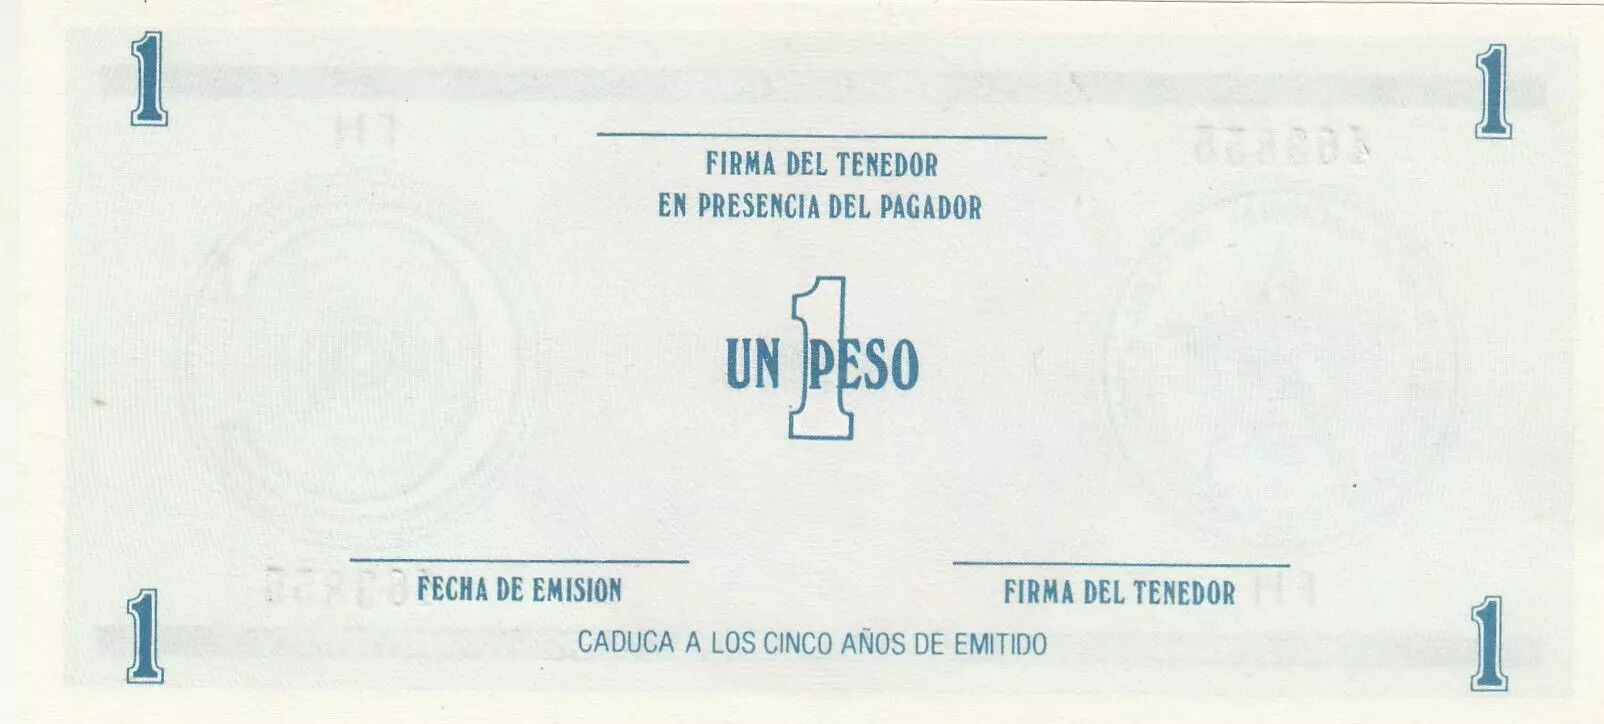 1 1
FIRMA DEL TENEDOR
EN PRESENCIA DEL PAGADOR
1
UN PESO
FECHA DE EMISION FIRMA DEL TENEDOR
CADUCA A LOS CINCO AÑOS DE EMITIDO
1 1